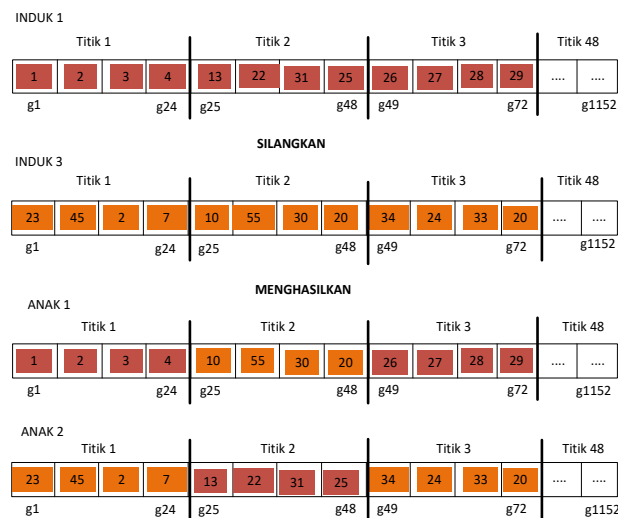 INDUK 1
Titik 1 Titik 2 Titik 3 Titik 48
1 2 3 4 13 22 31 25 26 27 28 29 .... ....
g1 g24 g25 g48 g49 g72 g1152
SILANGKAN
INDUK 3
Titik 1 Titik 2 Titik 3 Titik 48
23 45 2 7 10 55 30 20 34 24 33 20 .... ....
g1 g24 g25 g48 g49 g72 g1152
MENGHASILKAN
ANAK 1
Titik 1 Titik 2 Titik 3 Titik 48
1 2 3 4 10 55 30 20 26 27 28 29 .... ....
g1 g24 g25 g48 g49 g72 g1152
ANAK 2
Titik 1 Titik 2 Titik 3 Titik 48
23 45 2 7 13 22 31 25 34 24 33 20 .... ....
g1 g24 g25 g48 g49 g72 g1152